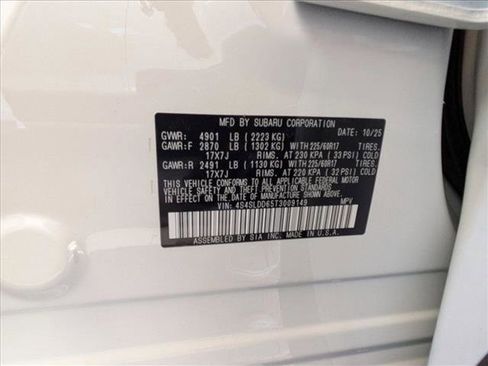 MFD BY SUBARU CORPORATION
DATE: 10/25
GVWR: 4901 LB (2223 KG)
GAWR:F 2870 LB (1302 KG) WITH 225/60R17 TIRES,
17X7J RIMS, AT 230 KPA (33 PSI) COLD
GAWR:R 2491 LB (1130 KG) WITH 225/60R17 TIRES,
17X7J RIMS, AT 220 KPA (32 PSI) COLD
THIS VEHICLE CONFORMS TO ALL APPLICABLE FEDERAL MOTOR
VEHICLE SAFETY, BUMPER, AND THEFT PREVENTION STANDARDS
IN EFFECT ON THE DATE OF MANUFACTURE SHOWN ABOVE.
VIN: 4S4SLDD65T3009149 MPV
ASSEMBLED BY SIA INC. MADE IN U.S.A.